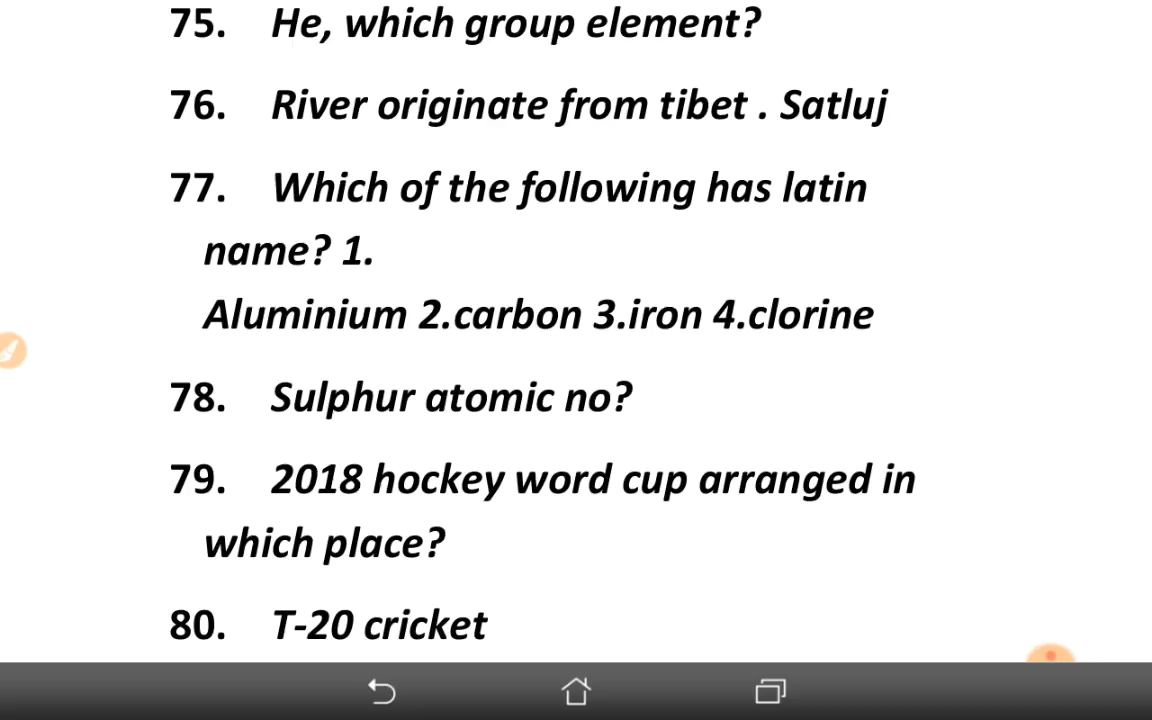 75. He, which group element?
76. River originate from tibet . Satluj
77. Which of the following has latin
name? 1.
Aluminium 2.carbon 3.iron 4.clorine
78. Sulphur atomic no?
79. 2018 hockey word cup arranged in
which place?
80. T-20 cricket